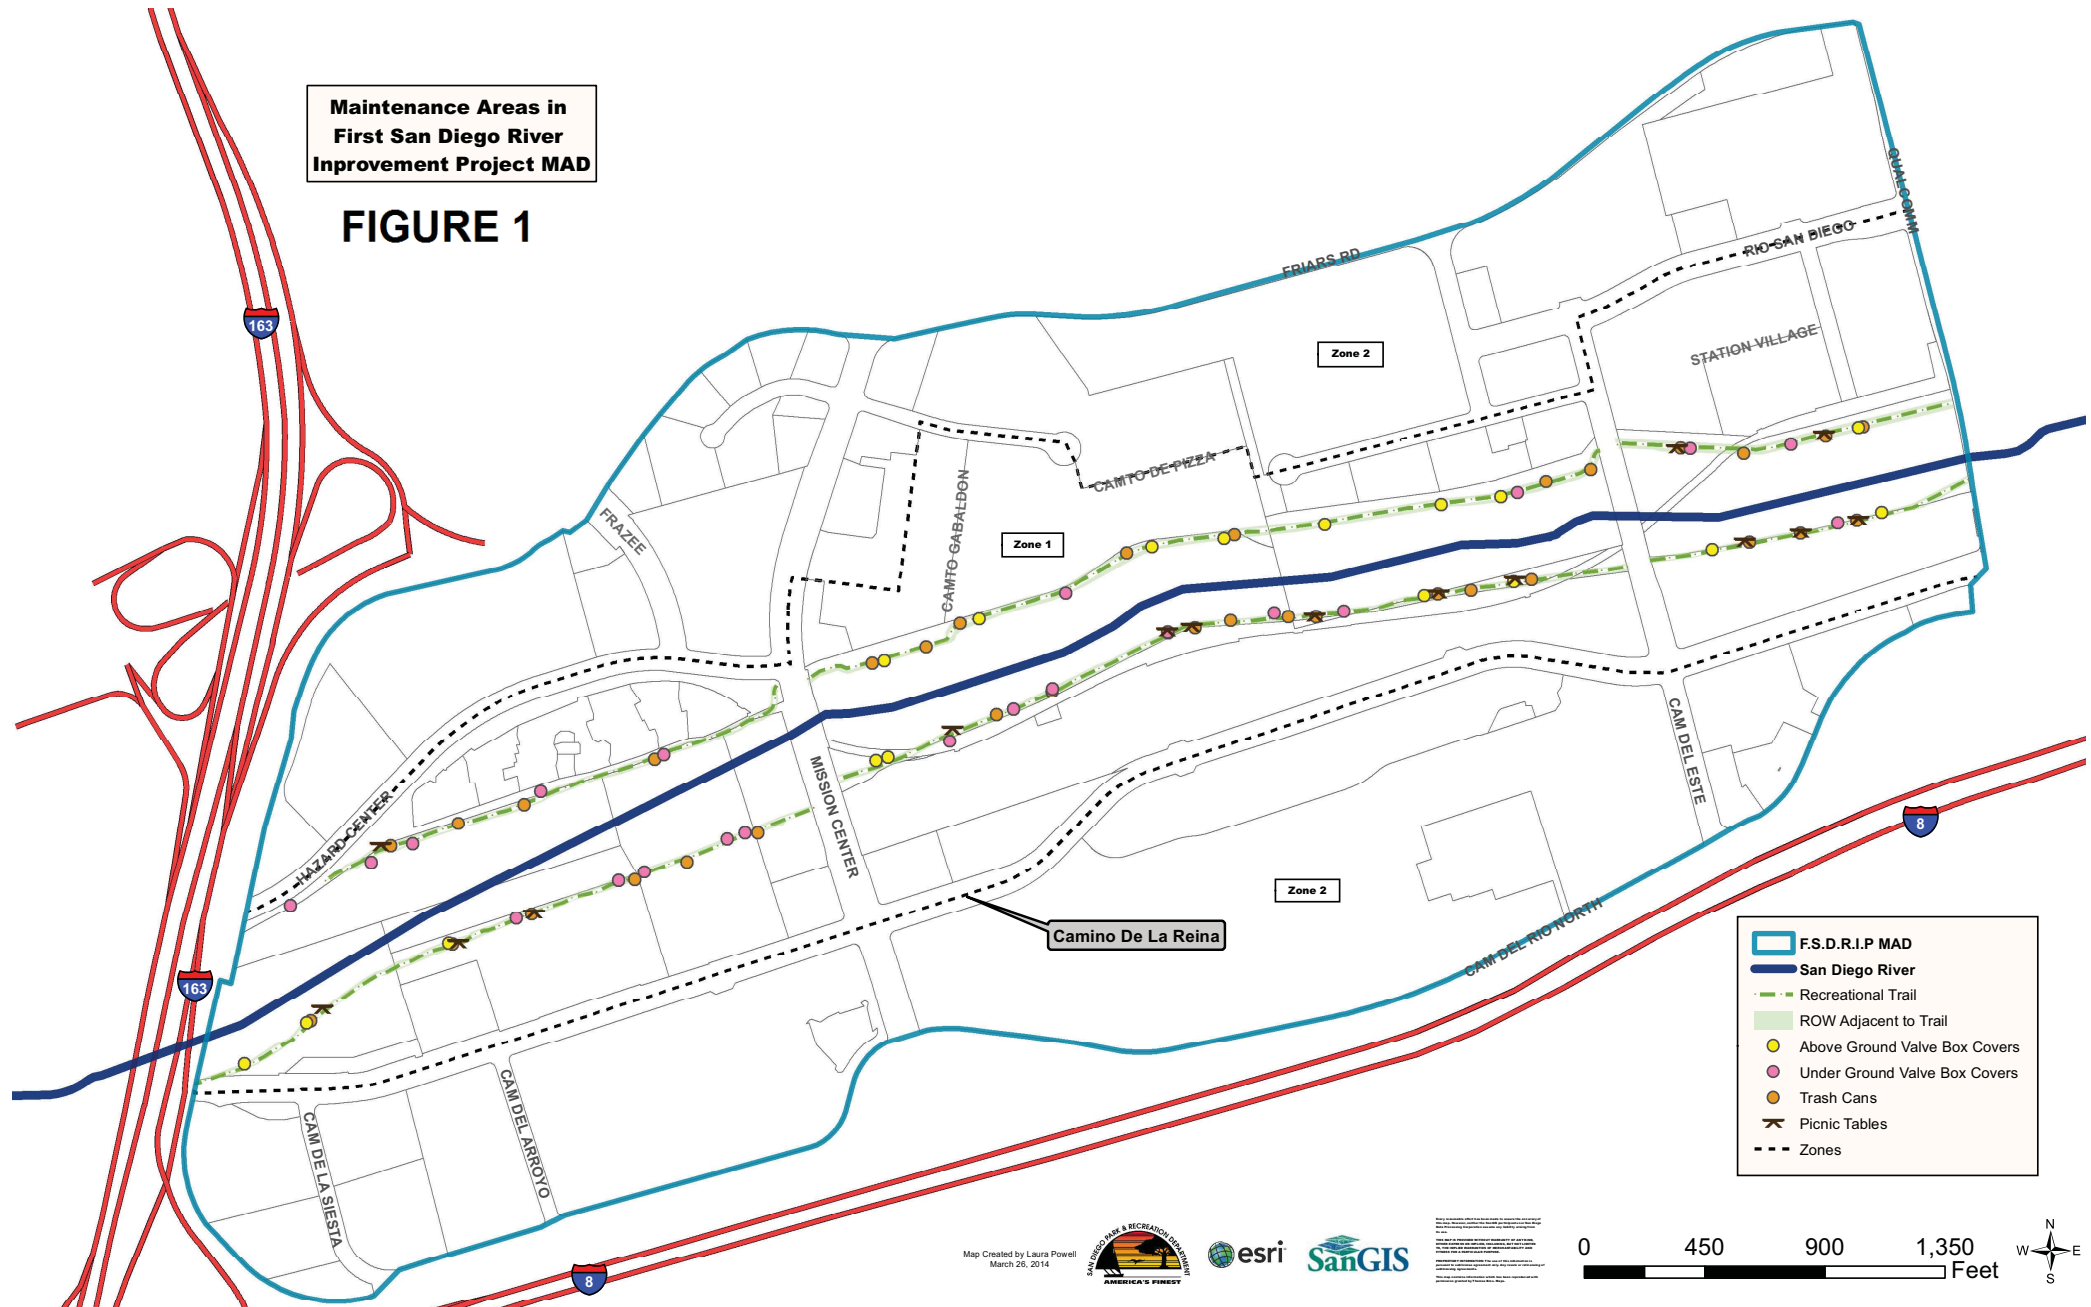 Maintenance Areas in
First San Diego River
Inprovement Project MAD
FIGURE 1
163
QUALCOMM
RIO SAN DIEGO
FRIARS RD
STATION VILLAGE
Zone 2
CAMTO DE PIZZA
CAMTO GABALDON
FRAZEE
Zone 1
HAZARD CENTER
MISSION CENTER
CAM DEL ESTE
8
Zone 2
Camino De La Reina
CAM DEL RIO NORTH
163
CAM DEL ARROYO
CAM DE LA SIESTA
8
F.S.D.R.I.P MAD
San Diego River
Recreational Trail
ROW Adjacent to Trail
Above Ground Valve Box Covers
Under Ground Valve Box Covers
Trash Cans
Picnic Tables
Zones
Map Created by Laura Powell
March 26, 2014
SAN DIEGO PARK & RECREATION DEPARTMENT
AMERICA'S FINEST
esri
SanGIS
0 450 900 1,350
Feet
N
W E
S